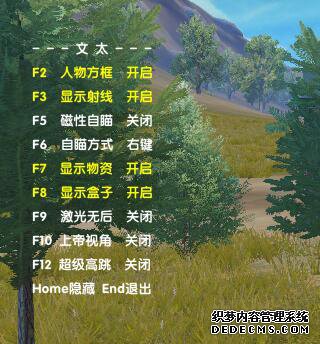 --- 文 太 ---
F2 人物方框 开启
F3 显示射线 开启
F5 磁性自瞄 关闭
F6 自瞄方式 右键
F7 显示物资 开启
F8 显示盒子 开启
F9 激光无后 关闭
F10 上帝视角 关闭
F12 超级高跳 关闭
Home隐藏 End退出
织梦内容管理系统
DEDECMS.COM